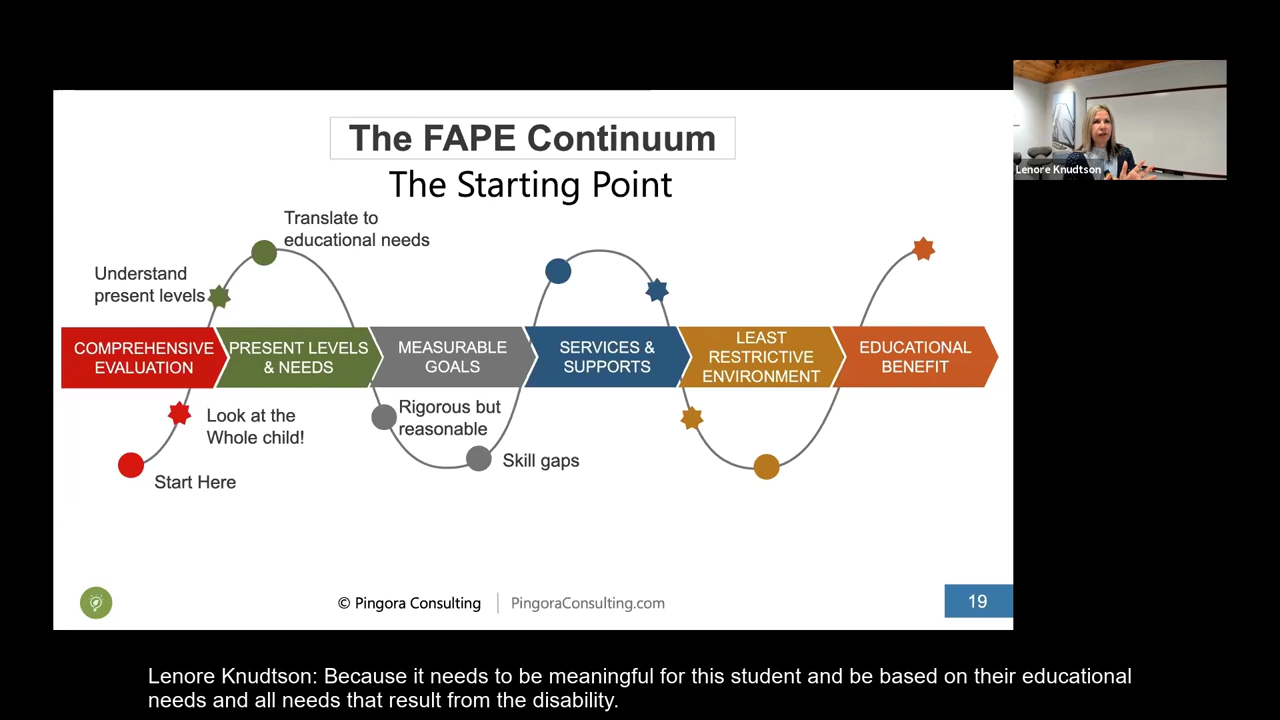 The FAPE Continuum
The Starting Point
Lenore Knudtson
Translate to
educational needs
Understand
present levels
COMPREHENSIVE
EVALUATION
PRESENT LEVELS
& NEEDS
MEASURABLE
GOALS
SERVICES &
SUPPORTS
LEAST
RESTRICTIVE
ENVIRONMENT
EDUCATIONAL
BENEFIT
Look at the
Whole child!
Start Here
Rigorous but
reasonable
Skill gaps
© Pingora Consulting
PingoraConsulting.com
19
Lenore Knudtson: Because it needs to be meaningful for this student and be based on their educational
needs and all needs that result from the disability.